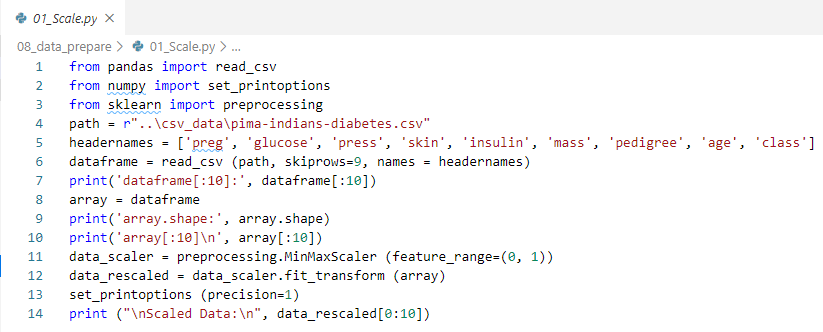 01_Scale.py ×
08_data_prepare > 01_Scale.py > ...
1 from pandas import read_csv
2 from numpy import set_printoptions
3 from sklearn import preprocessing
4 path = r"..\csv_data\pima-indians-diabetes.csv"
5 headernames = ['preg', 'glucose', 'press', 'skin', 'insulin', 'mass', 'pedigree', 'age', 'class']
6 dataframe = read_csv (path, skiprows=9, names = headernames)
7 print('dataframe[:10]:', dataframe[:10])
8 array = dataframe
9 print('array.shape:', array.shape)
10 print('array[:10]\n', array[:10])
11 data_scaler = preprocessing.MinMaxScaler (feature_range=(0, 1))
12 data_rescaled = data_scaler.fit_transform (array)
13 set_printoptions (precision=1)
14 print ("\nScaled Data:\n", data_rescaled[0:10])